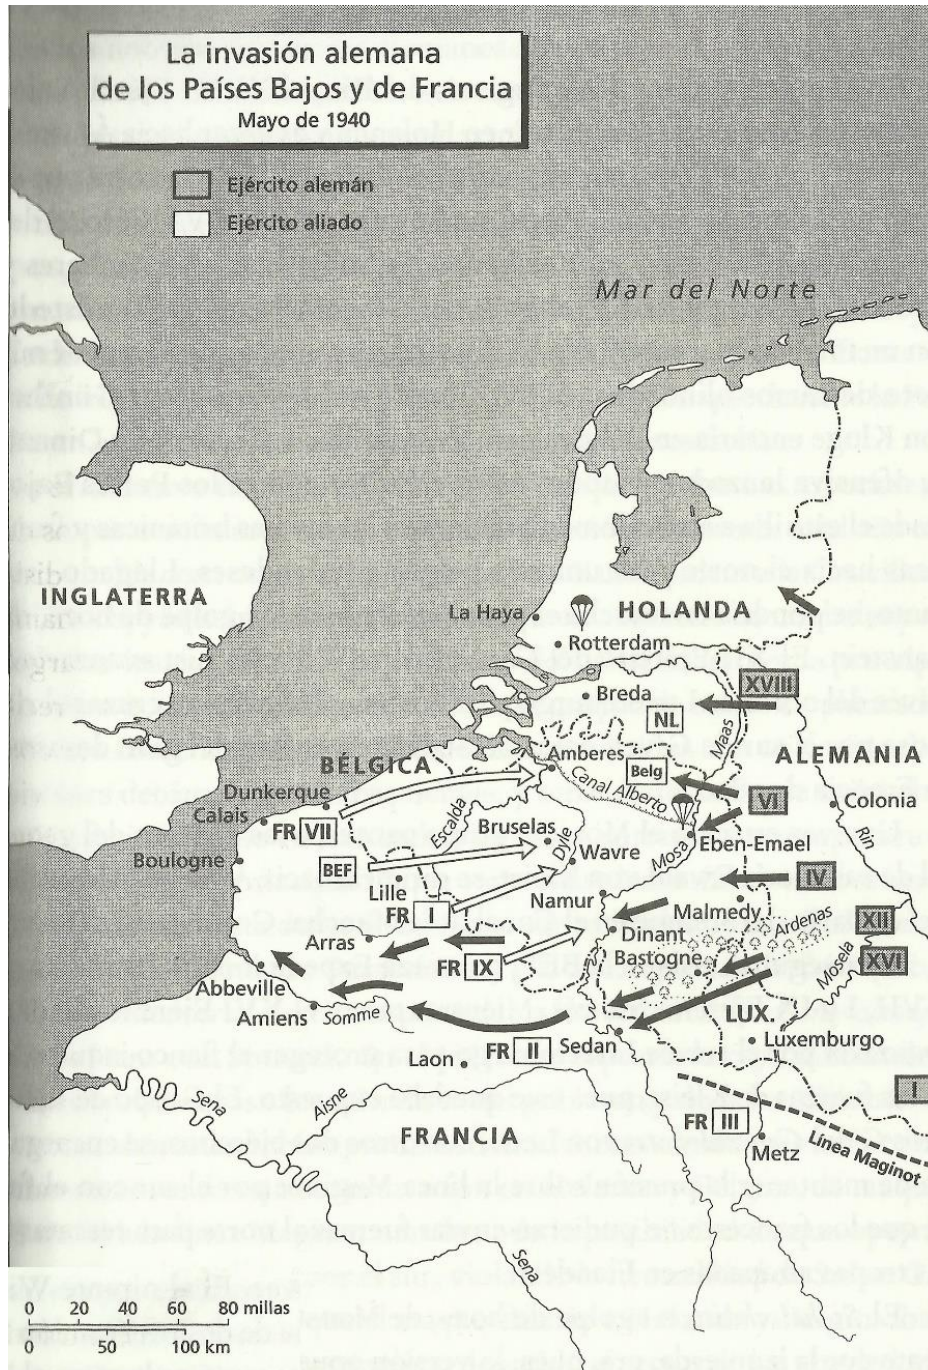 La invasión alemana
de los Países Bajos y de Francia
Mayo de 1940
Ejército alemán
Ejército aliado
Mar del Norte
INGLATERRA
La Haya
HOLANDA
Rotterdam
Breda
XVIII
NL
Maas
Amberes
ALEMANIA
BÉLGICA
Belg
Canal Alberto
VI
Dunkerque
Calais
FR VII
Escalda
Bruselas
Dyle
Colonia
Rin
Boulogne
BEF
Wavre
Mosa
Eben-Emael
Lille
IV
Namur
FR I
Malmedy
Ardenas
XII
Arras
Dinant
Bastogne
XVI
Mosela
FR IX
Abbeville
Amiens
Somme
LUX.
FR II
Sedan
Luxemburgo
Laon
I
Sena
Aisne
FRANCIA
FR III
Metz
Línea Maginot
Sena
0 20 40 60 80 millas
0 50 100 km